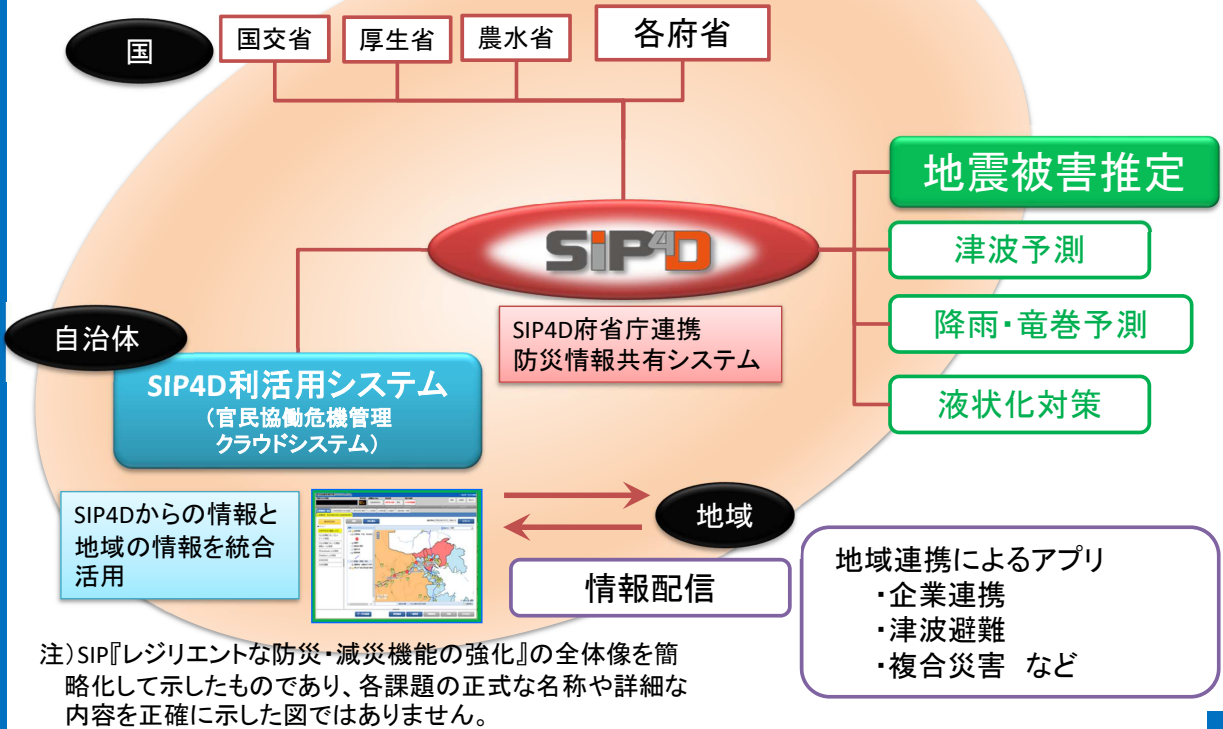 国
国交省
厚生省
農水省
各府省
地震被害推定
SiP4D
津波予測
降雨・竜巻予測
液状化対策
SIP4D府省庁連携
防災情報共有システム
自治体
SIP4D利活用システム
（官民協働危機管理
クラウドシステム）
SIP4Dからの情報と
地域の情報を統合
活用
地域
情報配信
地域連携によるアプリ
・企業連携
・津波避難
・複合災害　など
注）SIP『レジリエントな防災・減災機能の強化』の全体像を簡
略化して示したものであり、各課題の正式な名称や詳細な
内容を正確に示した図ではありません。